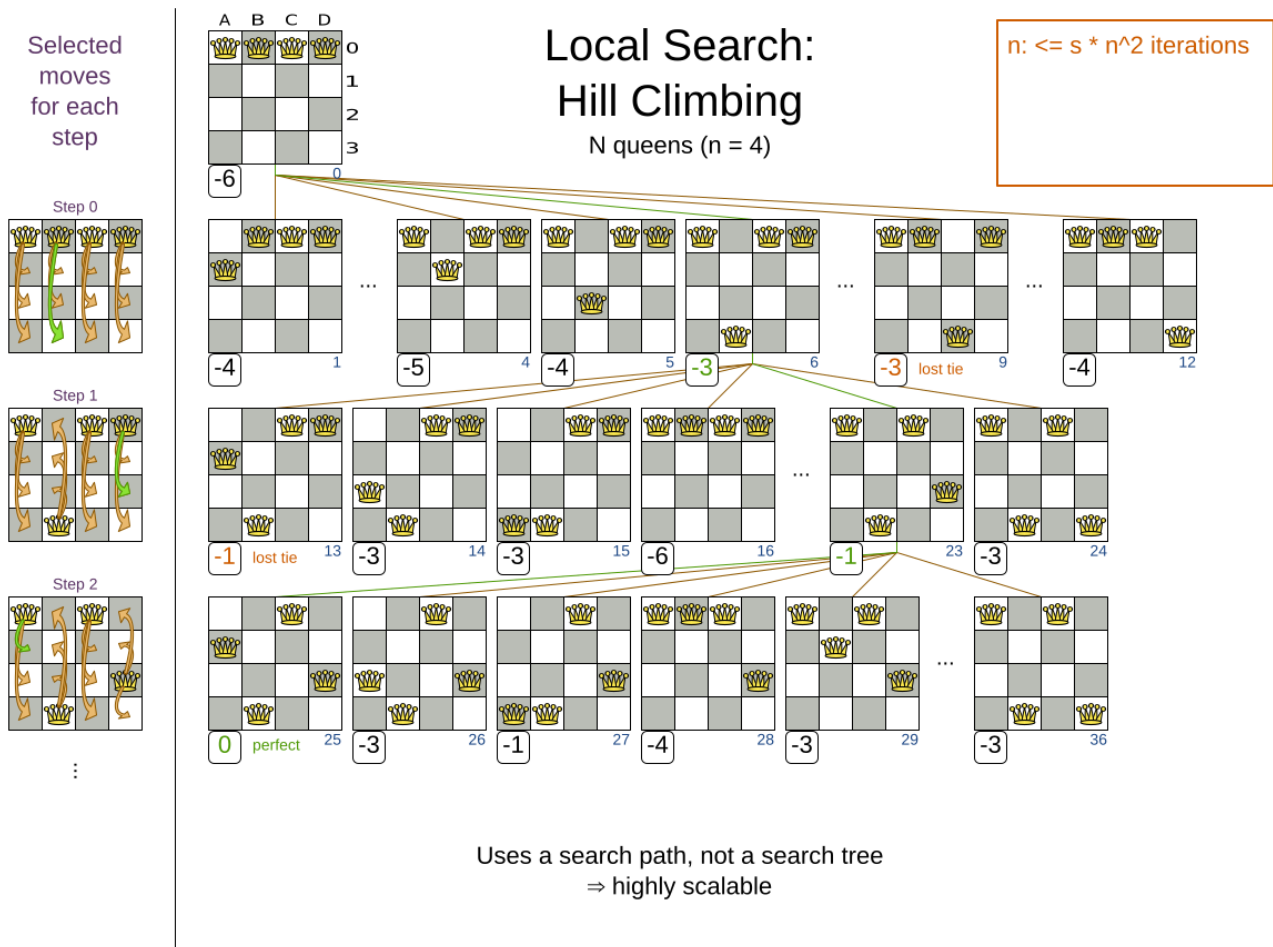 Selected
moves
for each
step
A B C D
0
1
2
3
-6
0
Local Search:
Hill Climbing
N queens (n = 4)
n: <= s * n^2 iterations
Step 0
...
...
...
-4
1
-5
4
-4
5
-3
6
-3
lost tie
9
-4
12
Step 1
...
-1
lost tie
13
-3
14
-3
15
-6
16
-1
23
-3
24
Step 2
...
0
perfect
25
-3
26
-1
27
-4
28
-3
29
-3
36
...
Uses a search path, not a search tree
⇒ highly scalable